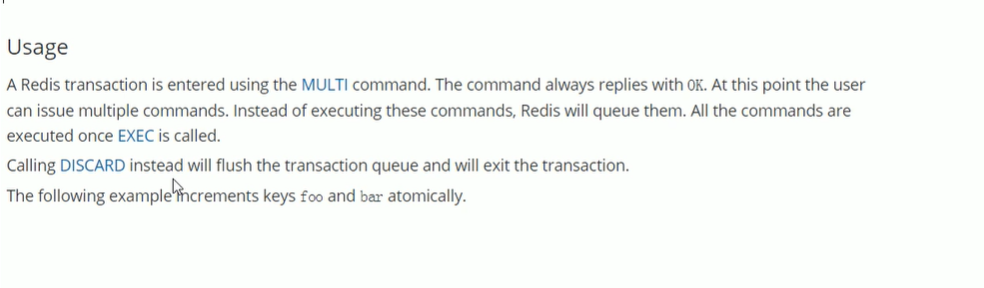 Usage
A Redis transaction is entered using the MULTI command. The command always replies with OK. At this point the user
can issue multiple commands. Instead of executing these commands, Redis will queue them. All the commands are
executed once EXEC is called.
Calling DISCARD instead will flush the transaction queue and will exit the transaction.
The following example increments keys foo and bar atomically.